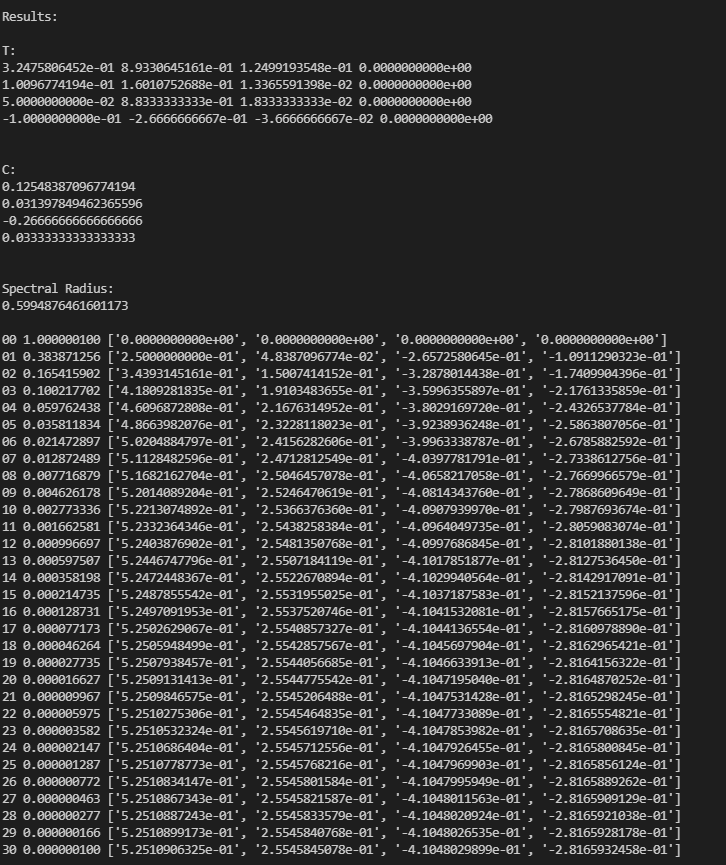 Results:
T:
3.2475806452e-01 8.9330645161e-01 1.2499193548e-01 0.0000000000e+00
1.0096774194e-01 1.6010752688e-01 1.3365591398e-02 0.0000000000e+00
5.0000000000e-02 8.8333333333e-01 1.8333333333e-02 0.0000000000e+00
-1.0000000000e-01 -2.6666666667e-01 -3.6666666667e-02 0.0000000000e+00
C:
0.12548387096774194
0.031397849462365596
-0.26666666666666666
0.03333333333333333
Spectral Radius:
0.5994876461601173
00 1.000000100 ['0.0000000000e+00', '0.0000000000e+00', '0.0000000000e+00', '0.0000000000e+00']
01 0.383871256 ['2.5000000000e-01', '4.8387096774e-02', '-2.6572580645e-01', '-1.0911290323e-01']
02 0.165415902 ['3.4393145161e-01', '1.5007414152e-01', '-3.2878014438e-01', '-1.7409904396e-01']
03 0.100217702 ['4.1809281835e-01', '1.9103483655e-01', '-3.5996355897e-01', '-2.1761335859e-01']
04 0.059762438 ['4.6096872808e-01', '2.1676314952e-01', '-3.8029169720e-01', '-2.4326537784e-01']
05 0.035811834 ['4.8663982076e-01', '2.3228118023e-01', '-3.9238936248e-01', '-2.5863807056e-01']
06 0.021472897 ['5.0204884797e-01', '2.4156282606e-01', '-3.9963338787e-01', '-2.6785882592e-01']
07 0.012872489 ['5.1128482596e-01', '2.4712812549e-01', '-4.0397781791e-01', '-2.7338612756e-01']
08 0.007716879 ['5.1682162704e-01', '2.5046457078e-01', '-4.0658217058e-01', '-2.7669966579e-01']
09 0.004626178 ['5.2014089204e-01', '2.5246470619e-01', '-4.0814343760e-01', '-2.7868609649e-01']
10 0.002773336 ['5.2213074892e-01', '2.5366376360e-01', '-4.0907939970e-01', '-2.7987693674e-01']
11 0.001662581 ['5.2332364346e-01', '2.5438258384e-01', '-4.0964049735e-01', '-2.8059083074e-01']
12 0.000996697 ['5.2403876902e-01', '2.5481350768e-01', '-4.0997686845e-01', '-2.8101880138e-01']
13 0.000597507 ['5.2446747796e-01', '2.5507184119e-01', '-4.1017851877e-01', '-2.8127536450e-01']
14 0.000358198 ['5.2472448367e-01', '2.5522670894e-01', '-4.1029940564e-01', '-2.8142917091e-01']
15 0.000214735 ['5.2487855542e-01', '2.5531955025e-01', '-4.1037187583e-01', '-2.8152137596e-01']
16 0.000128731 ['5.2497091953e-01', '2.5537520746e-01', '-4.1041532081e-01', '-2.8157665175e-01']
17 0.000077173 ['5.2502629067e-01', '2.5540857327e-01', '-4.1044136554e-01', '-2.8160978890e-01']
18 0.000046264 ['5.2505948499e-01', '2.5542857567e-01', '-4.1045697904e-01', '-2.8162965421e-01']
19 0.000027735 ['5.2507938457e-01', '2.5544056685e-01', '-4.1046633913e-01', '-2.8164156322e-01']
20 0.000016627 ['5.2509131413e-01', '2.5544775542e-01', '-4.1047195040e-01', '-2.8164870252e-01']
21 0.000009967 ['5.2509846575e-01', '2.5545206488e-01', '-4.1047531428e-01', '-2.8165298245e-01']
22 0.000005975 ['5.2510275306e-01', '2.5545464835e-01', '-4.1047733089e-01', '-2.8165554821e-01']
23 0.000003582 ['5.2510532324e-01', '2.5545619710e-01', '-4.1047853982e-01', '-2.8165708635e-01']
24 0.000002147 ['5.2510686404e-01', '2.5545712556e-01', '-4.1047926455e-01', '-2.8165800845e-01']
25 0.000001287 ['5.2510778773e-01', '2.5545768216e-01', '-4.1047969903e-01', '-2.8165856124e-01']
26 0.000000772 ['5.2510834147e-01', '2.5545801584e-01', '-4.1047995949e-01', '-2.8165889262e-01']
27 0.000000463 ['5.2510867343e-01', '2.5545821587e-01', '-4.1048011563e-01', '-2.8165909129e-01']
28 0.000000277 ['5.2510887243e-01', '2.5545833579e-01', '-4.1048020924e-01', '-2.8165921038e-01']
29 0.000000166 ['5.2510899173e-01', '2.5545840768e-01', '-4.1048026535e-01', '-2.8165928178e-01']
30 0.000000100 ['5.2510906325e-01', '2.5545845078e-01', '-4.1048029899e-01', '-2.8165932458e-01']